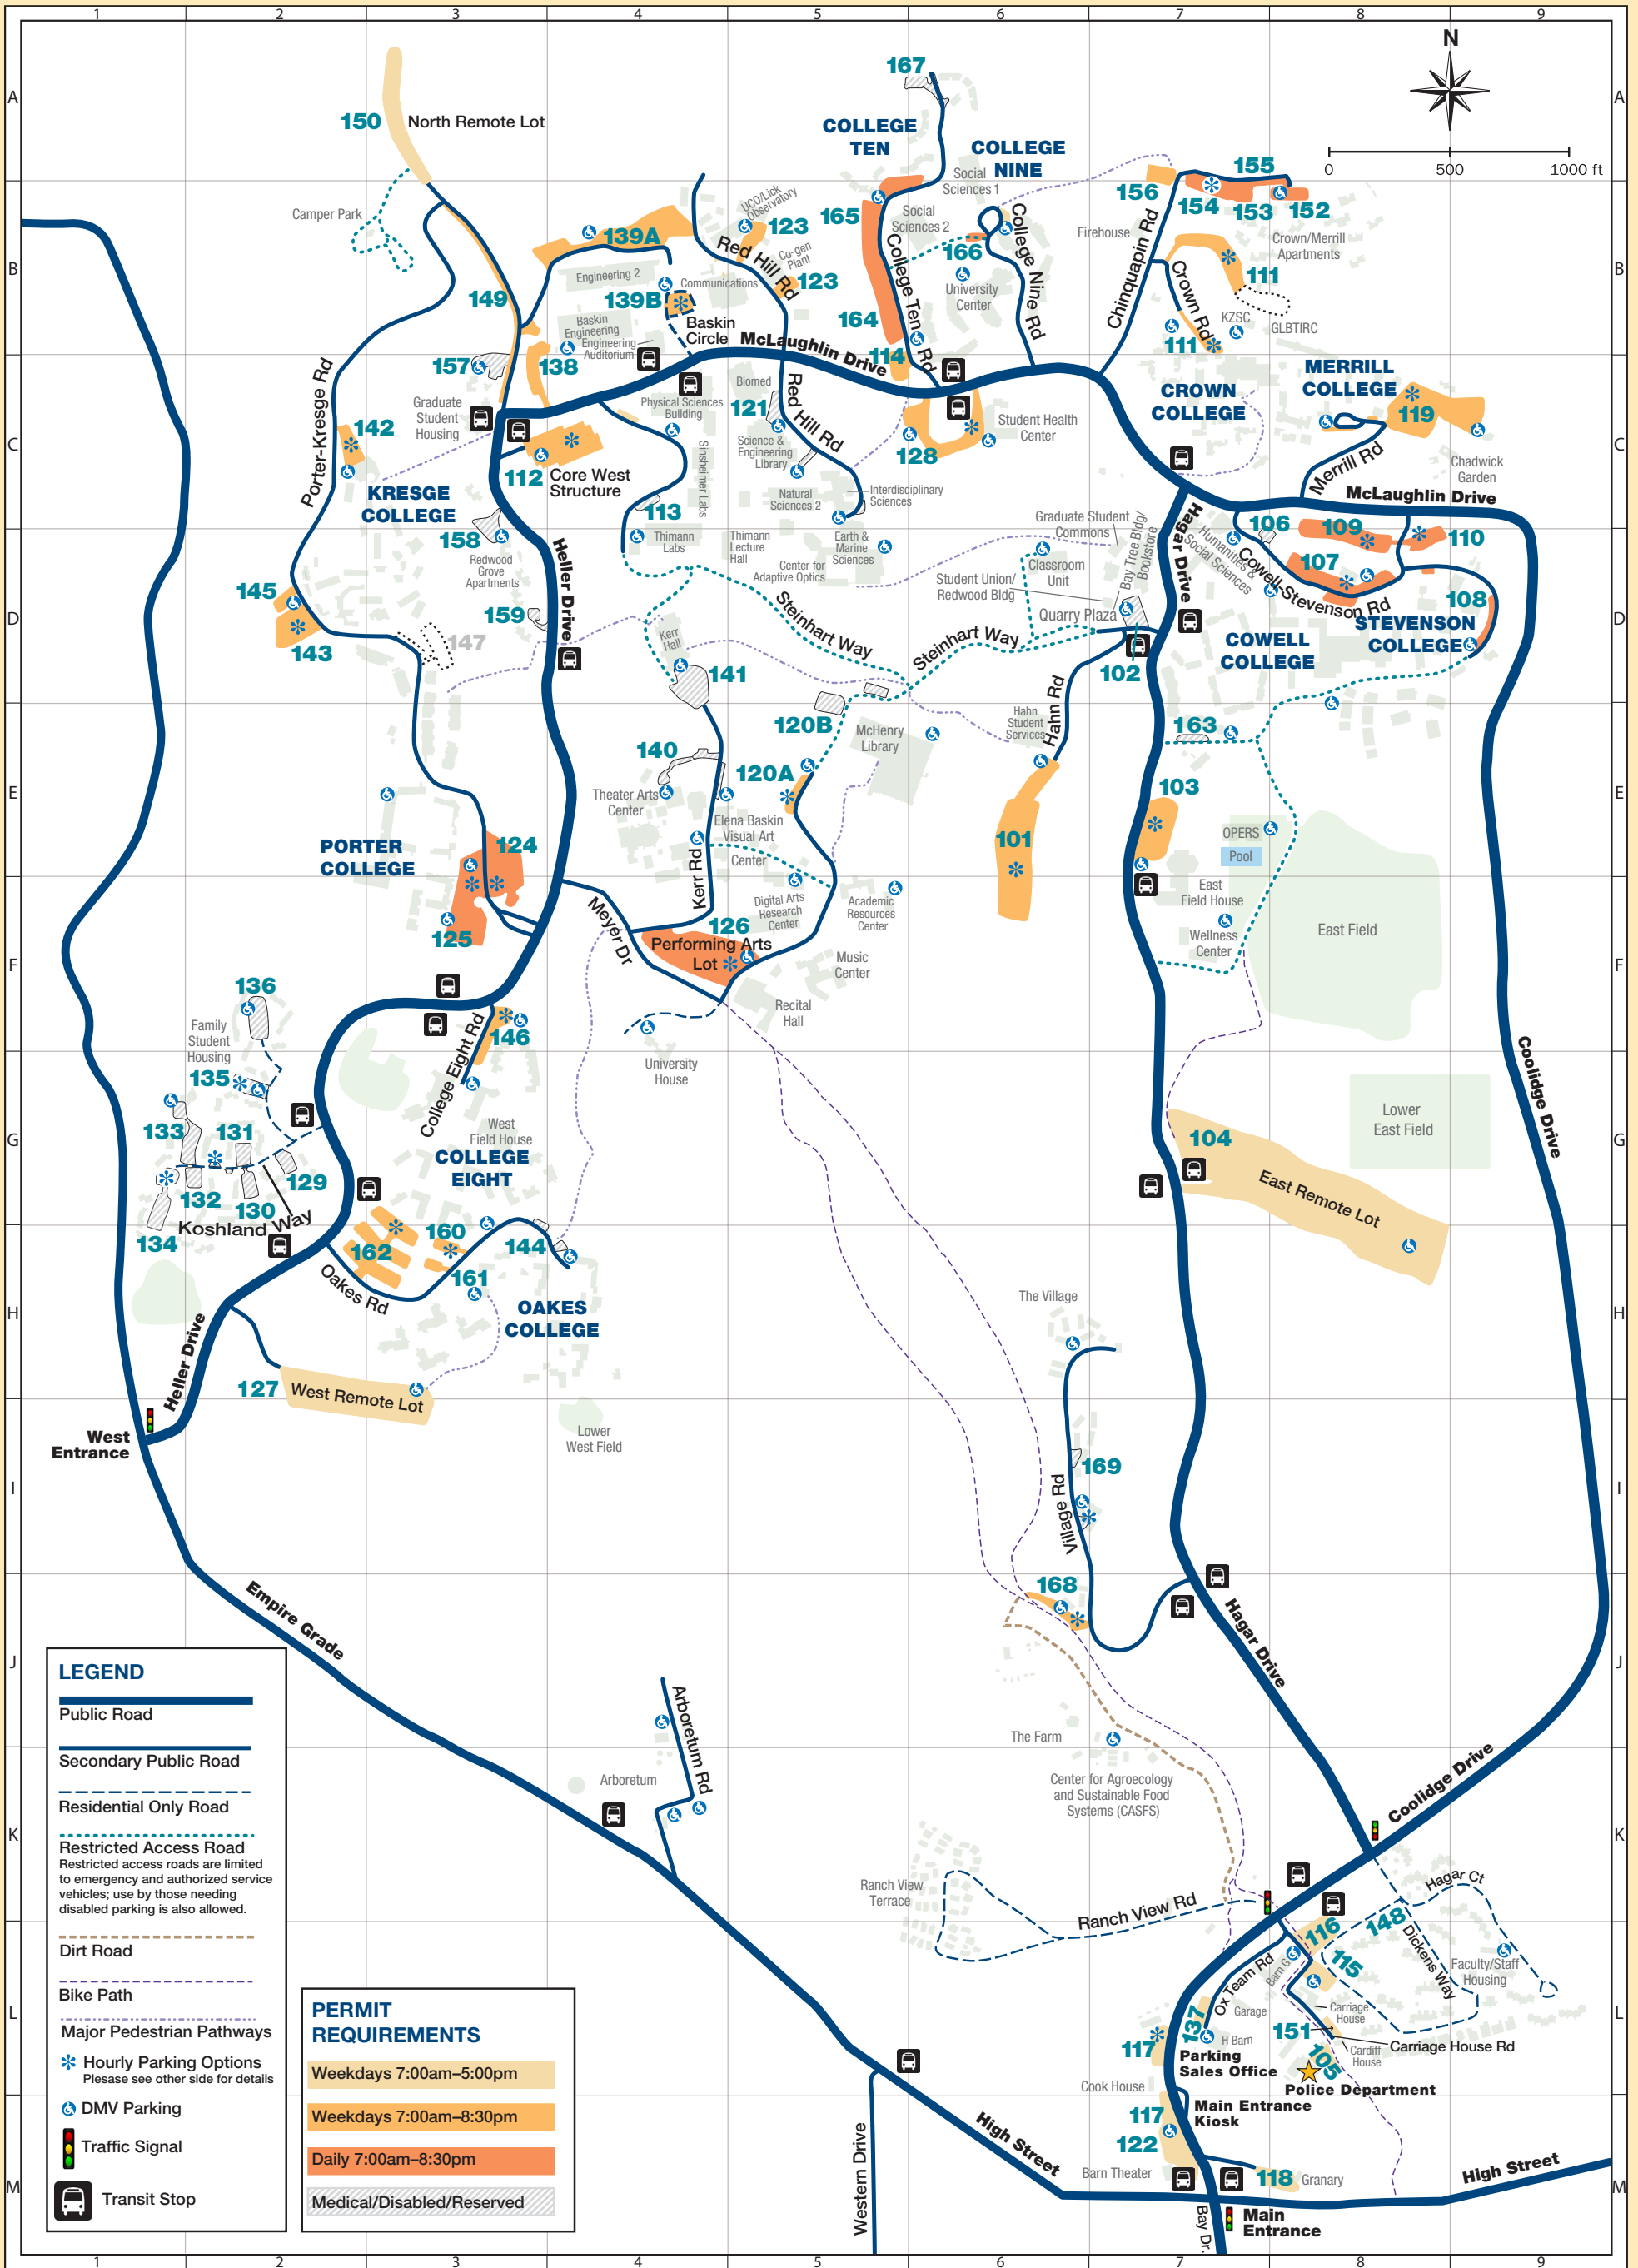 1 2 3 4 5 6 7 8 9
A
A
N
0 500 1000 ft
167
COLLEGE
TEN
COLLEGE
NINE
150
North Remote Lot
155
156
154
153
152
Social
Sciences 1
Camper Park
UCO/Lick
Observatory
123
165
Social
Sciences 2
166
College Nine Rd
Firehouse
Chinquapin Rd
Crown/Merrill
Apartments
139A
Red Hill Rd
Co-gen
Plant
123
B
B
Engineering 2
Communications
College Ten Rd
University
Center
Crown Rd
111
149
139B
164
KZSC
GLBTIRC
Baskin
Engineering
Engineering
Auditorium
Baskin
Circle
McLaughlin Drive
114
111
157
138
Porter-Kresge Rd
MERRILL
COLLEGE
CROWN
COLLEGE
Biomed
Red Hill Rd
Graduate
Student
Housing
Physical Sciences
Building
121
119
142
Student Health
Center
C
C
Science &
Engineering
Library
128
112
Core West
Structure
Sinsheimer Labs
Merrill Rd
Chadwick
Garden
KRESGE
COLLEGE
Natural
Sciences 2
Interdisciplinary
Sciences
McLaughlin Drive
113
158
Thimann
Labs
Thimann
Lecture
Hall
Earth &
Marine
Sciences
Graduate Student
Commons
Bay Tree Bldg/
Bookstore
Hagar Drive
Humanities &
Social Sciences
106
109
110
107
Redwood
Grove
Apartments
Heller Drive
Center for
Adaptive Optics
Classroom
Unit
Student Union/
Redwood Bldg
Cowell-Stevenson Rd
108
145
159
Steinhart Way
Quarry Plaza
STEVENSON
COLLEGE
D
D
143
147
Kerr
Hall
Steinhart Way
COWELL
COLLEGE
102
141
120B
Hahn
Student
Services
Hahn Rd
163
McHenry
Library
140
120A
103
E
E
Theater Arts
Center
Elena Baskin
Visual Art
Center
101
OPERS
Pool
PORTER
COLLEGE
124
Kerr Rd
East
Field House
Meyer Dr
Digital Arts
Research
Center
Academic
Resources
Center
125
126
Performing Arts
Lot
East Field
Wellness
Center
F
F
Music
Center
136
Recital
Hall
Family
Student
Housing
146
University
House
135
College Eight Rd
Coolidge Drive
133
131
West
Field House
COLLEGE
EIGHT
Lower
East Field
104
G
G
132
130
129
East Remote Lot
Koshland Way
134
162
160
144
161
Oakes Rd
The Village
OAKES
COLLEGE
H
H
Heller Drive
127
West Remote Lot
West
Entrance
Lower
West Field
169
I
I
Village Rd
168
Empire Grade
Hagar Drive
J
J
Arboretum Rd
The Farm
Arboretum
Center for Agroecology
and Sustainable Food
Systems (CASFS)
Coolidge Drive
K
K
Ranch View
Terrace
Ranch View Rd
Hagar Ct
116
148
Dickens Way
115
Faculty/Staff
Housing
Ox Team Rd
Barn G
Garage
Carriage
House
L
L
137
151
117
H Barn
Cardiff
House
Carriage House Rd
Parking
Sales Office
105
Police Department
Cook House
117
Main Entrance
Kiosk
122
High Street
Western Drive
Barn Theater
118
Granary
High Street
M
M
Bay Dr.
Main
Entrance
LEGEND
Public Road
Secondary Public Road
Residential Only Road
Restricted Access Road
Restricted access roads are limited
to emergency and authorized service
vehicles; use by those needing
disabled parking is also allowed.
Dirt Road
Bike Path
Major Pedestrian Pathways
Hourly Parking Options
Please see other side for details
DMV Parking
Traffic Signal
Transit Stop
PERMIT
REQUIREMENTS
Weekdays 7:00am–5:00pm
Weekdays 7:00am–8:30pm
Daily 7:00am–8:30pm
Medical/Disabled/Reserved
1 2 3 4 5 6 7 8 9